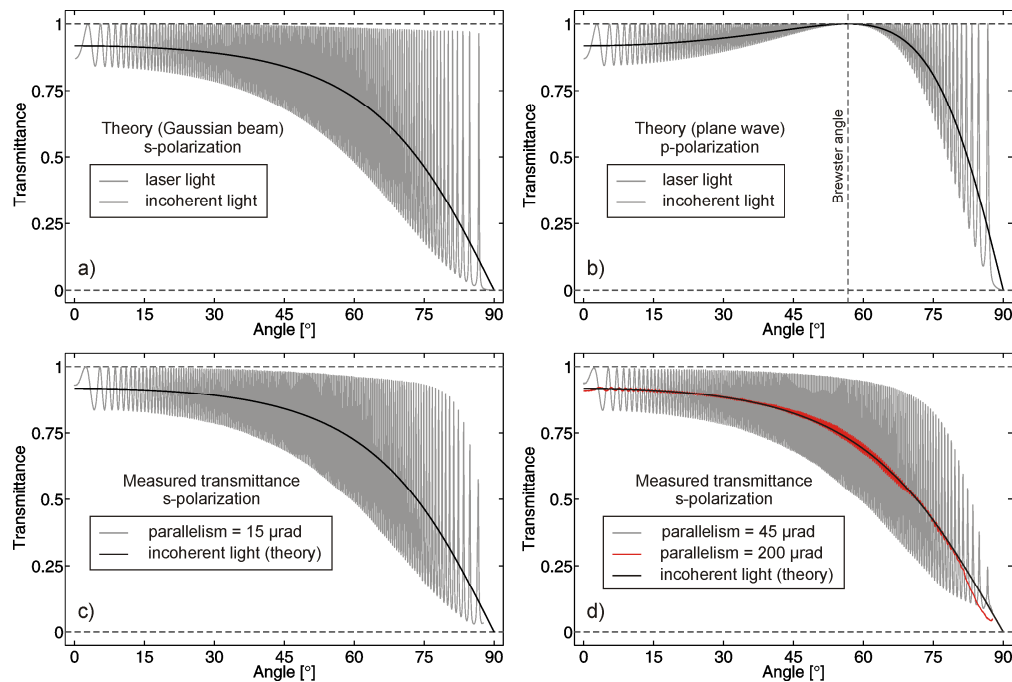 1
0.75
0.5
0.25
0
Transmittance
Theory (Gaussian beam)
s-polarization
laser light
incoherent light
a)
0 15 30 45 60 75 90
Angle [°]
1
0.75
0.5
0.25
0
Transmittance
Theory (plane wave)
p-polarization
laser light
incoherent light
Brewster angle
b)
0 15 30 45 60 75 90
Angle [°]
1
0.75
0.5
0.25
0
Transmittance
Measured transmittance
s-polarization
parallelism = 15 µrad
incoherent light (theory)
c)
0 15 30 45 60 75 90
Angle [°]
1
0.75
0.5
0.25
0
Transmittance
Measured transmittance
s-polarization
parallelism = 45 µrad
parallelism = 200 µrad
incoherent light (theory)
d)
0 15 30 45 60 75 90
Angle [°]